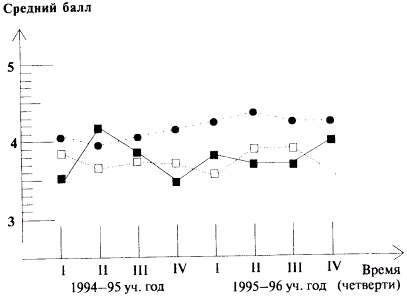 Средний балл
5
4
3
I II III IV I II III IV Время
1994–95 уч. год 1995–96 уч. год (четверти)